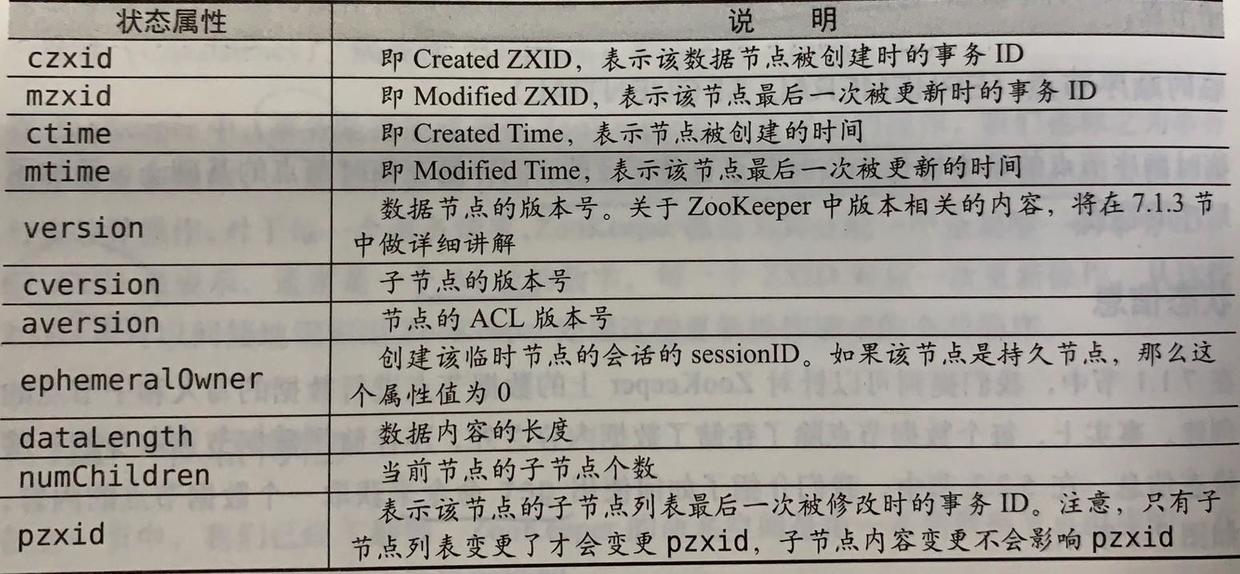 状态属性 说 明
czxid 即 Created ZXID，表示该数据节点被创建时的事务 ID
mzxid 即 Modified ZXID，表示该节点最后一次被更新时的事务 ID
ctime 即 Created Time，表示节点被创建的时间
mtime 即 Modified Time，表示该节点最后一次被更新的时间
version 数据节点的版本号。关于 ZooKeeper 中版本相关的内容，将在 7.1.3 节
中做详细讲解
cversion 子节点的版本号
aversion 节点的 ACL 版本号
ephemeralOwner 创建该临时节点的会话的 sessionID。如果该节点是持久节点，那么这
个属性值为 0
dataLength 数据内容的长度
numChildren 当前节点的子节点个数
pzxid 表示该节点的子节点列表最后一次被修改时的事务 ID。注意，只有子
节点列表变更了才会变更 pzxid，子节点内容变更不会影响 pzxid